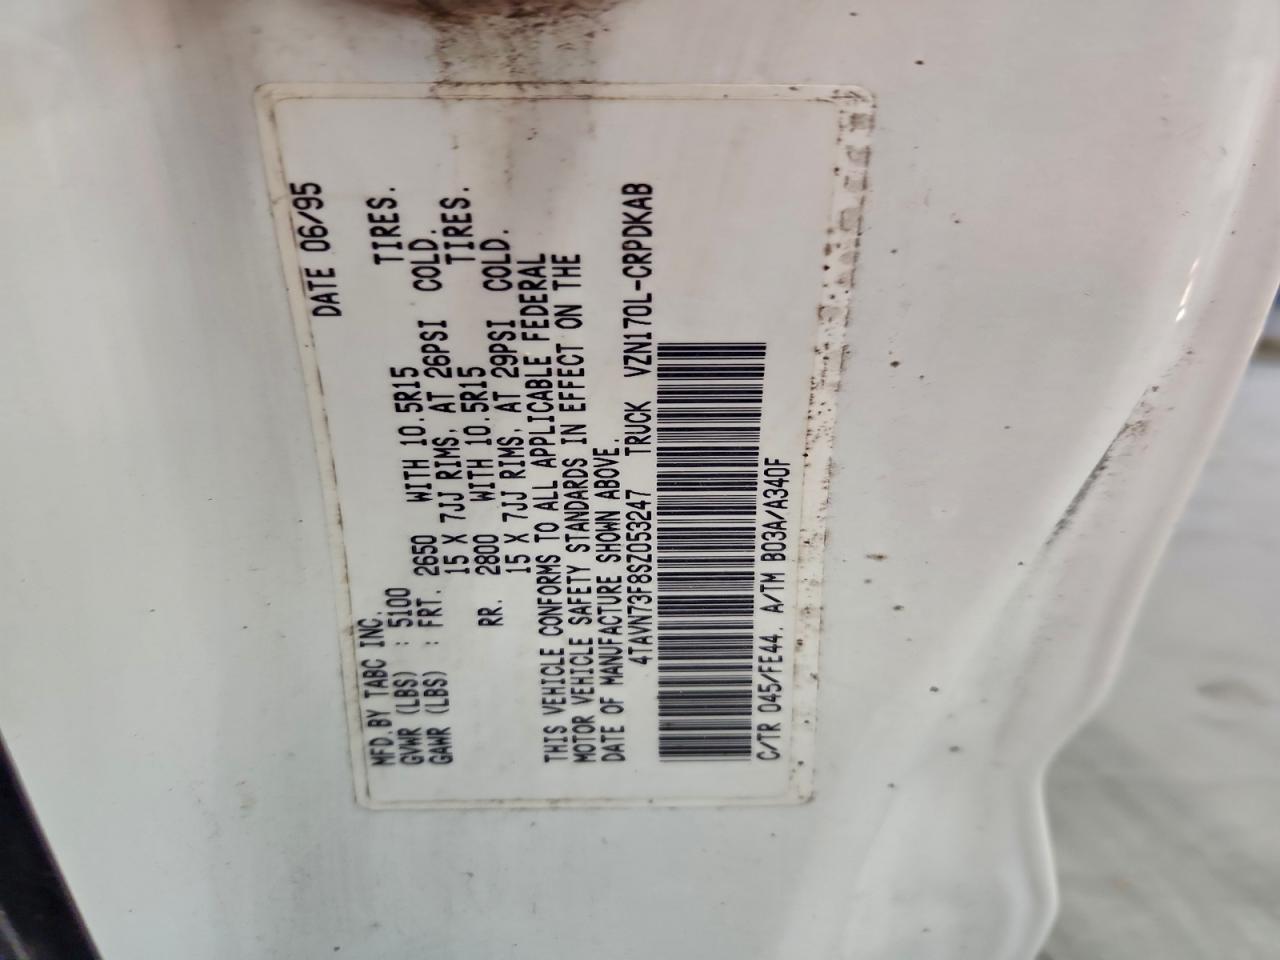 MFD.BY TABC INC. DATE 06/95
GVWR (LBS) : 5100
GAWR (LBS) : FRT. 2650 WITH 10.5R15 TIRES.
15 X 7JJ RIMS, AT 26PSI COLD.
RR. 2800 WITH 10.5R15 TIRES.
15 X 7JJ RIMS, AT 29PSI COLD.
THIS VEHICLE CONFORMS TO ALL APPLICABLE FEDERAL
MOTOR VEHICLE SAFETY STANDARDS IN EFFECT ON THE
DATE OF MANUFACTURE SHOWN ABOVE.
4TAVN73F8SZ053247 TRUCK VZN170L-CRPDKAB
C/TR 045/FE44. A/TM B03A/A340F